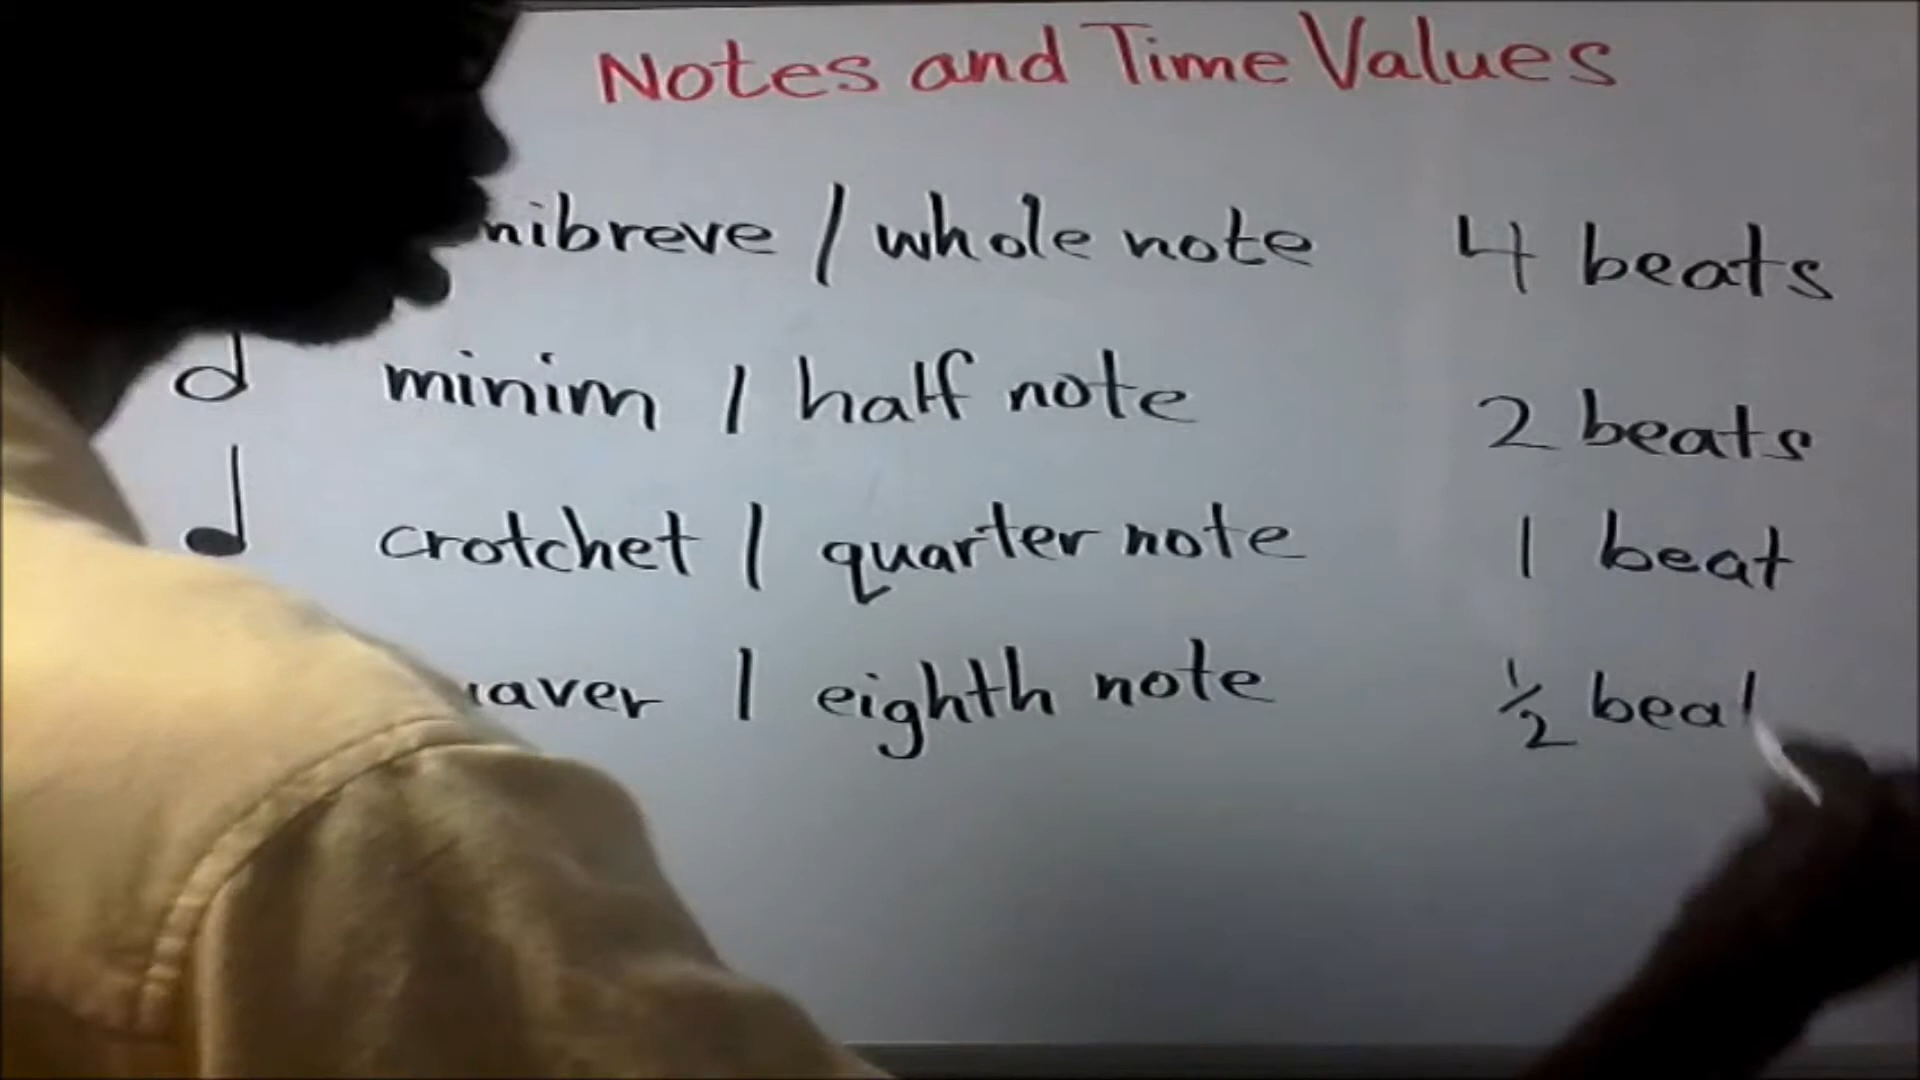 Notes and Time Values
nibreve / whole note 4 beats
minim / half note 2 beats
crotchet / quarter note 1 beat
aver / eighth note ½ bea